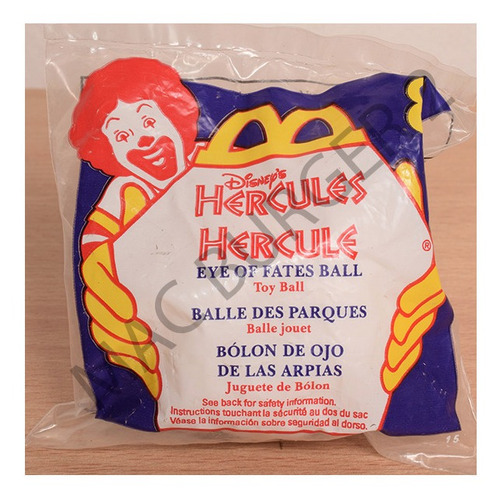 DISNEY'S
HERCULES
HERCULE
®
EYE OF FATES BALL
Toy Ball
BALLE DES PARQUES
Balle jouet
BÓLON DE OJO
DE LAS ARPIAS
Juguete de Bólon
See back for safety information.
Instructions touchant la sécurité au dos du sac
Véase la información sobre seguridad al dorso.
15
MAC BURGER